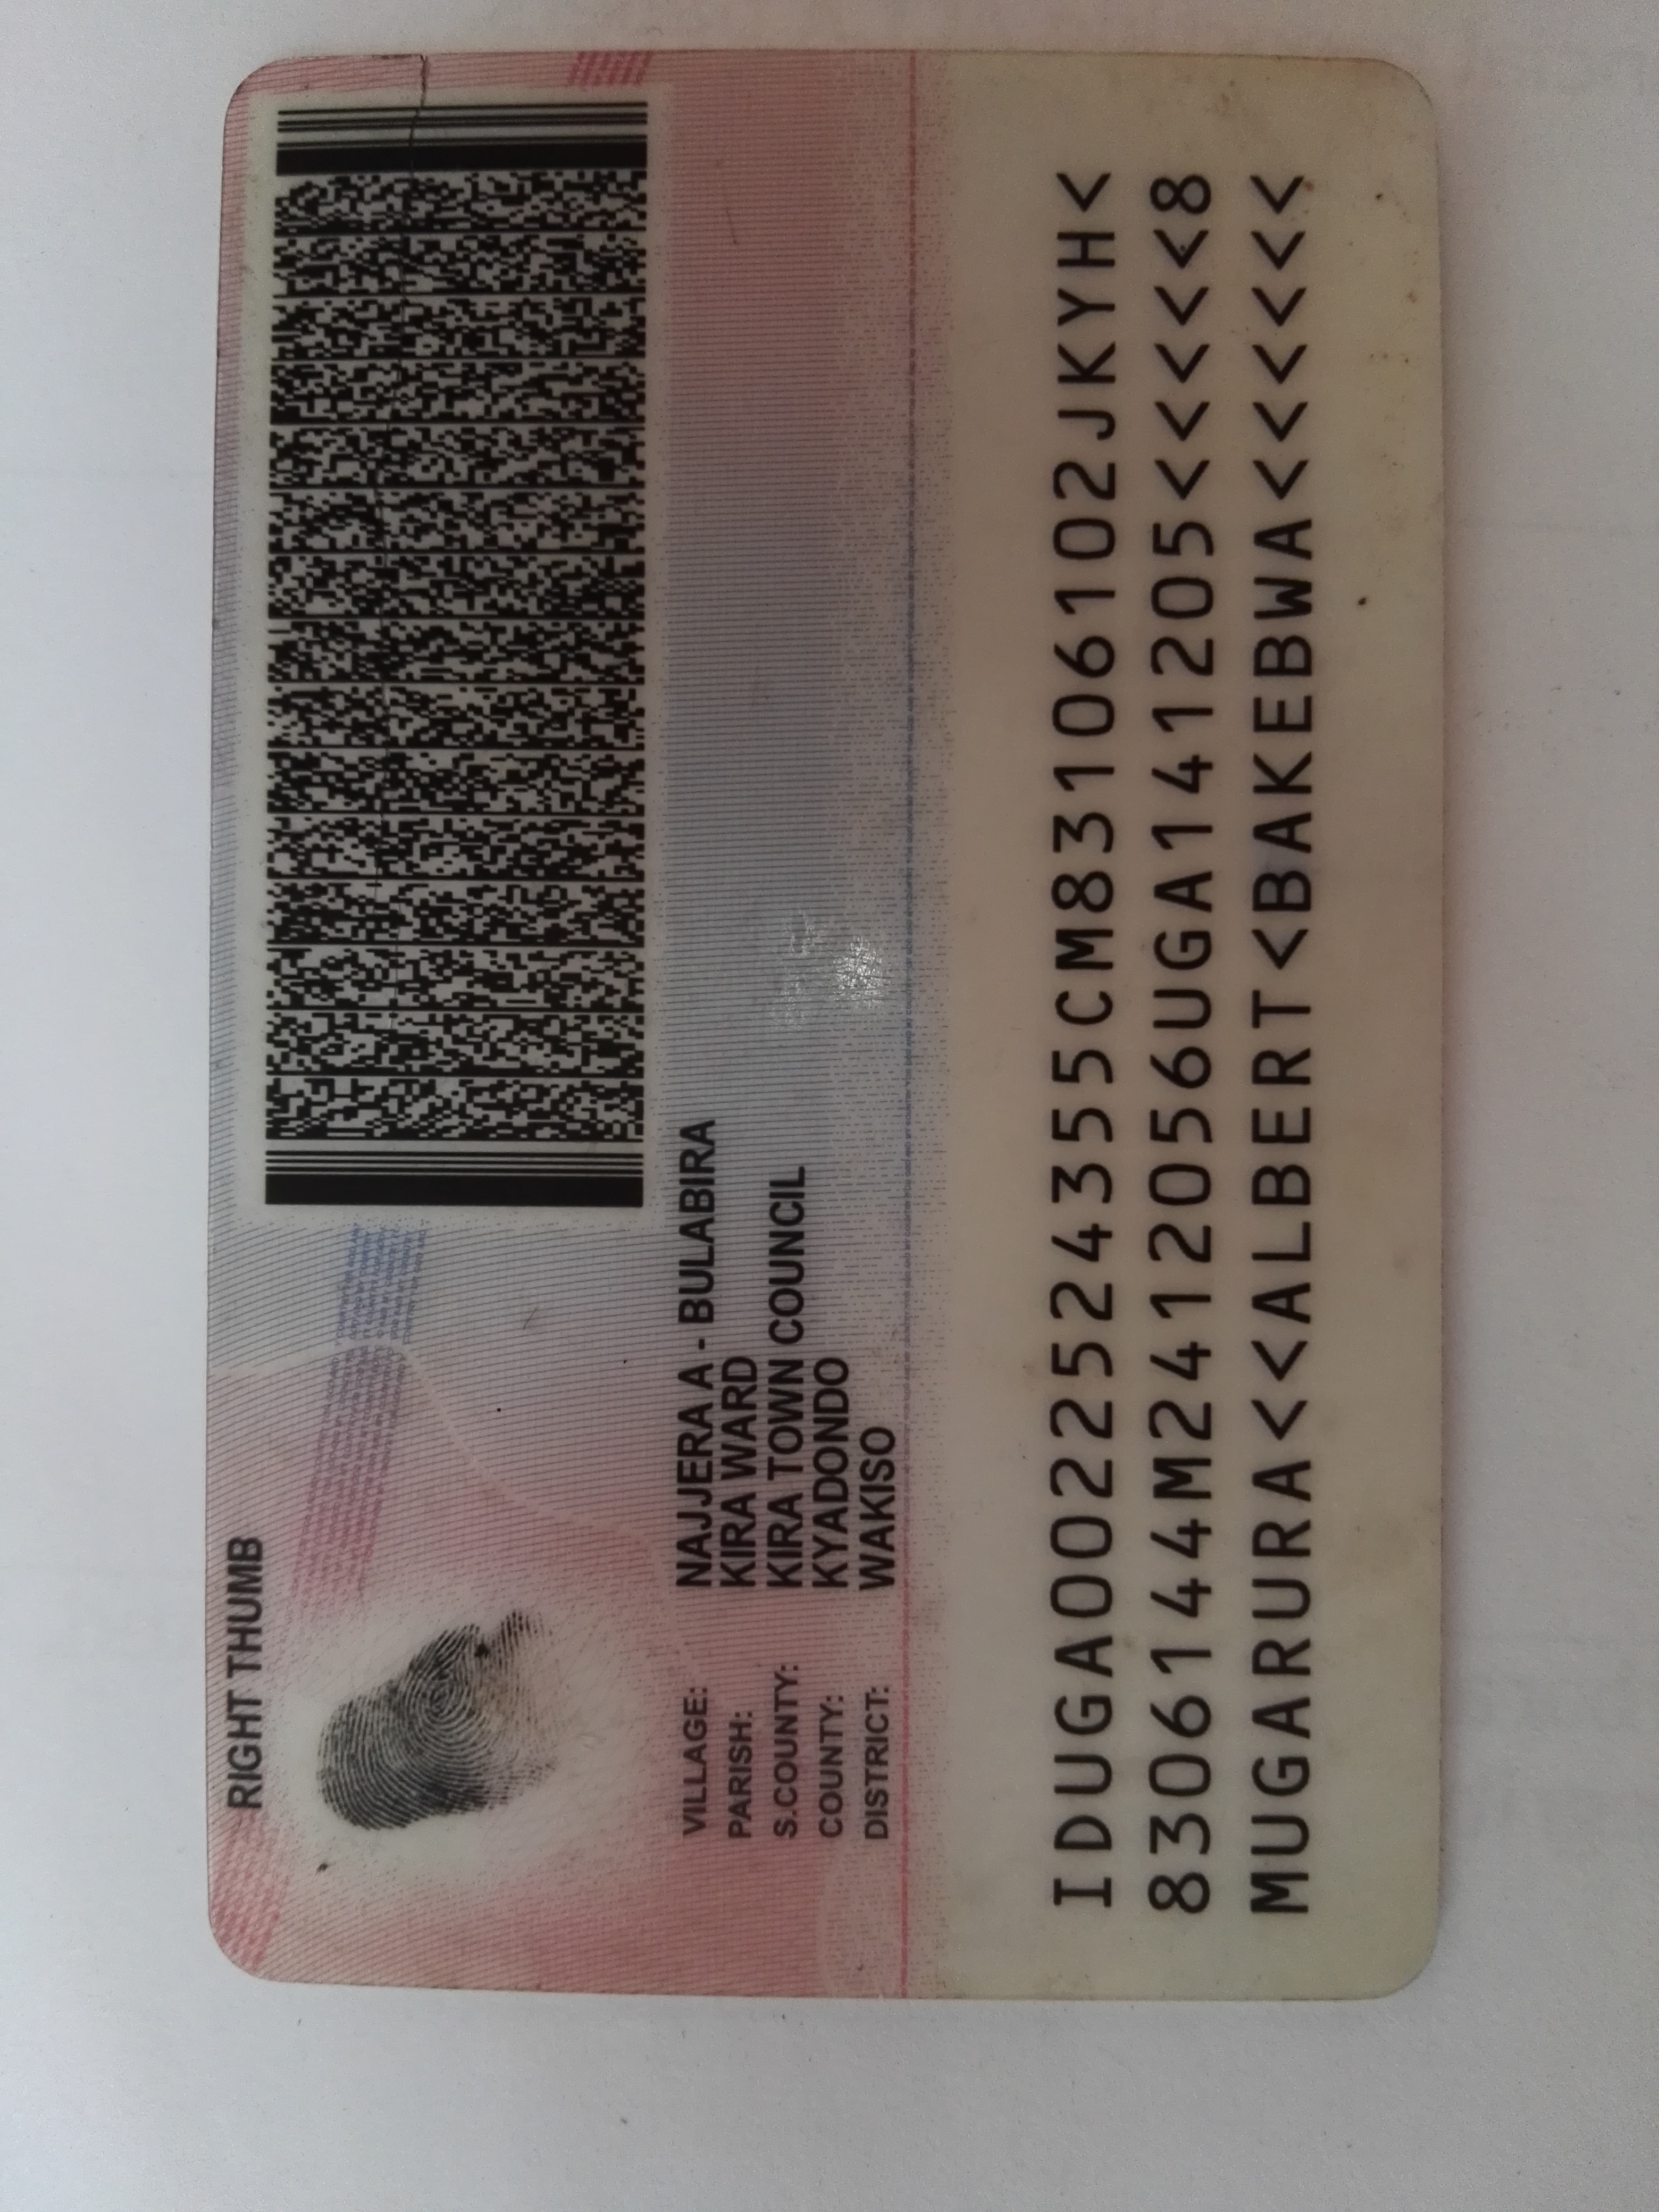 RIGHT THUMB
VILLAGE: NAJJERA A - BULABIRA
PARISH: KIRA WARD
S.COUNTY: KIRA TOWN COUNCIL
COUNTY: KYADONDO
DISTRICT: WAKISO
IDUGA0022524355CM83106102JKYH<
8306144M2412056UGA141205<<<<<8
MUGARURA<<ALBERT<BAKEBWA<<<<<<